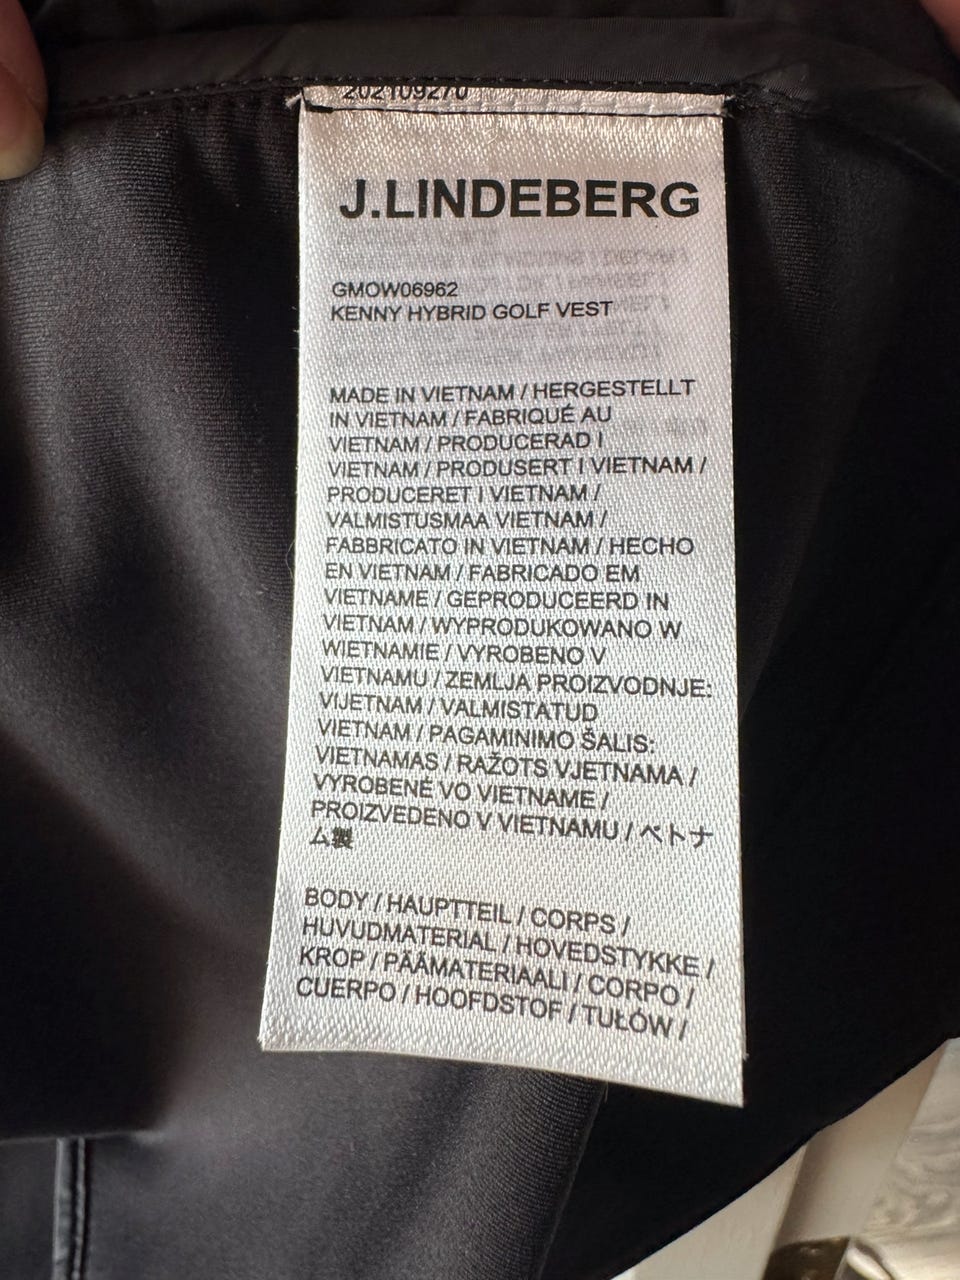 202109270
J.LINDEBERG
GMOW06962
KENNY HYBRID GOLF VEST
MADE IN VIETNAM / HERGESTELLT
IN VIETNAM / FABRIQUÉ AU
VIETNAM / PRODUCERAD I
VIETNAM / PRODUSERT I VIETNAM /
PRODUCERET I VIETNAM /
VALMISTUSMAA VIETNAM /
FABBRICATO IN VIETNAM / HECHO
EN VIETNAM / FABRICADO EM
VIETNAME / GEPRODUCEERD IN
VIETNAM / WYPRODUKOWANO W
WIETNAMIE / VYROBENO V
VIETNAMU / ZEMLJA PROIZVODNJE:
VIJETNAM / VALMISTATUD
VIETNAM / PAGAMINIMO ŠALIS:
VIETNAMAS / RAŽOTS VJETNAMA /
VYROBENÉ VO VIETNAME /
PROIZVEDENO V VIETNAMU / ベトナ
ム製
BODY / HAUPTTEIL / CORPS /
HUVUDMATERIAL / HOVEDSTYKKE /
KROP / PÄÄMATERIAALI / CORPO /
CUERPO / HOOFDSTOF / TUŁÓW /